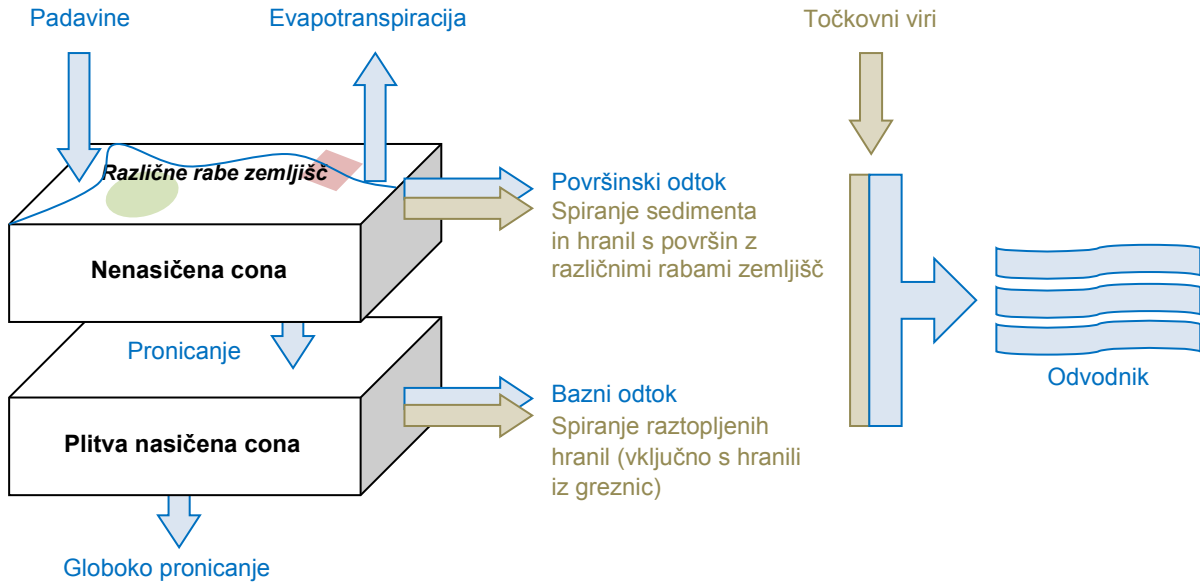 Padavine
Evapotranspiracija
Točkovni viri
Različne rabe zemljišč
Površinski odtok
Spiranje sedimenta
in hranil s površin z
različnimi rabami zemljišč
Nenasičena cona
Pronicanje
Odvodnik
Bazni odtok
Spiranje raztopljenih
hranil (vključno s hranili
iz greznic)
Plitva nasičena cona
Globoko pronicanje